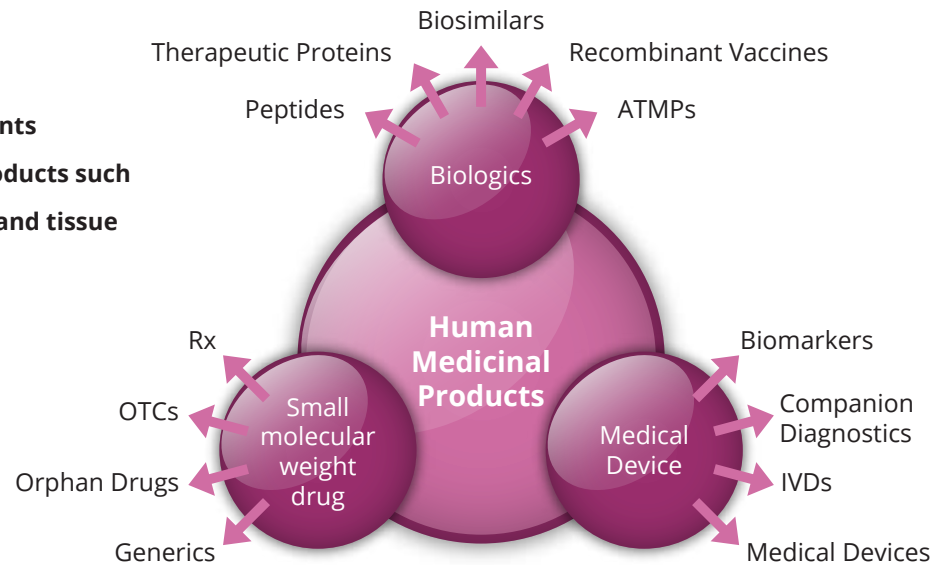 Biosimilars
Therapeutic Proteins
Recombinant Vaccines
Peptides
ATMPs
nts
oducts such
and tissue
Biologics
Human
Medicinal
Products
Rx
OTCs
Orphan Drugs
Generics
Small
molecular
weight
drug
Medical
Device
Biomarkers
Companion
Diagnostics
IVDs
Medical Devices